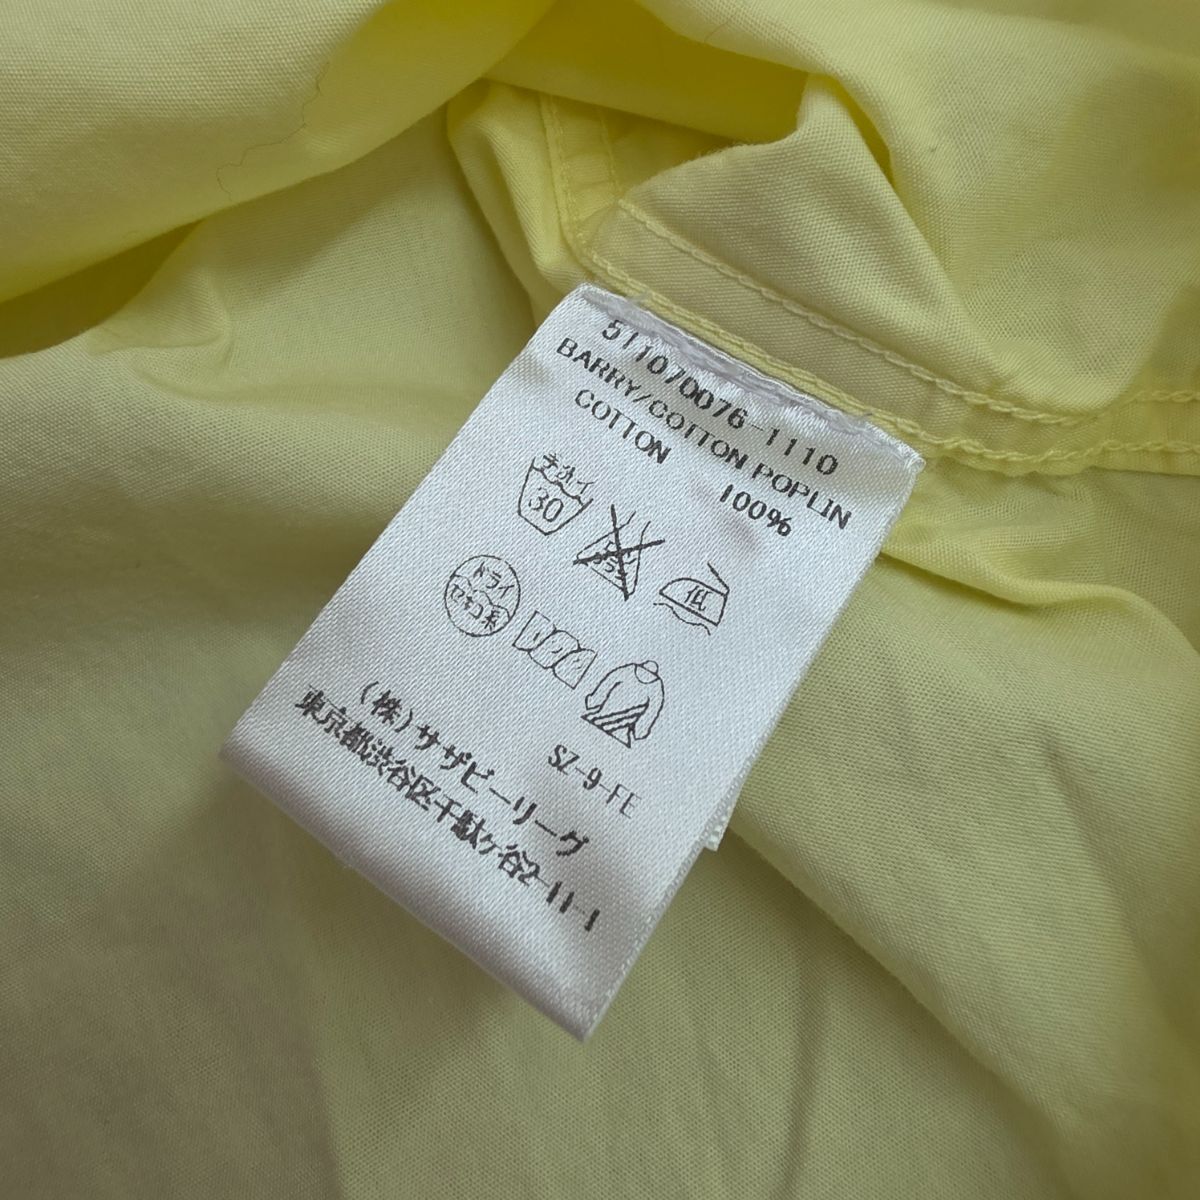 511070076-1110
BARRY/COTTON POPLIN
COTTON 100%
手洗イ
30
低
ドライ
セキユ系
SZ-9-FE
(株)サザビーリーグ
東京都渋谷区千駄ヶ谷2-11-1